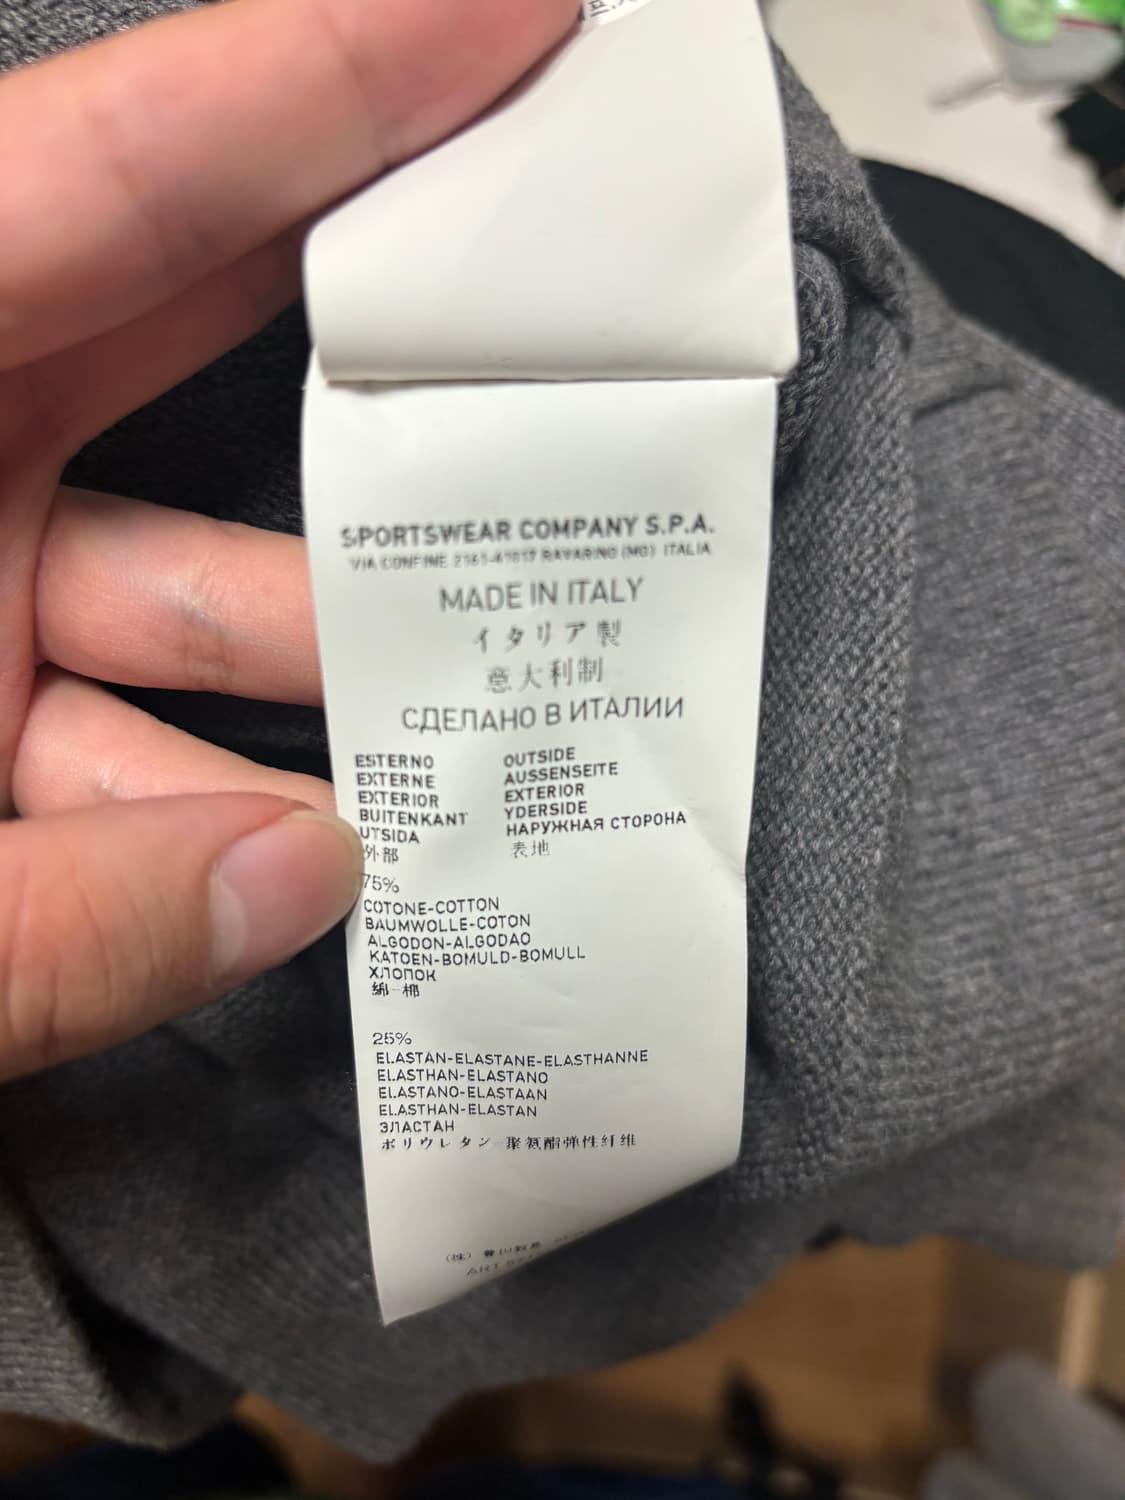 SPORTSWEAR COMPANY S.P.A.
VIA CONFINE 2161-41017 RAVARINO (MO) ITALIA
MADE IN ITALY
イタリア製
意大利制
СДЕЛАНО В ИТАЛИИ
ESTERNO OUTSIDE
EXTERNE AUSSENSEITE
EXTERIOR EXTERIOR
BUITENKANT YDERSIDE
UTSIDA НАРУЖНАЯ СТОРОНА
外部 表地
75%
COTONE-COTTON
BAUMWOLLE-COTON
ALGODON-ALGODAO
KATOEN-BOMULD-BOMULL
ХЛОПОК
綿-棉
25%
ELASTAN-ELASTANE-ELASTHANNE
ELASTHAN-ELASTANO
ELASTANO-ELASTAAN
ELASTHAN-ELASTAN
ЭЛАСТАН
ポリウレタン-聚氨酯弹性纤维
(株)
ART